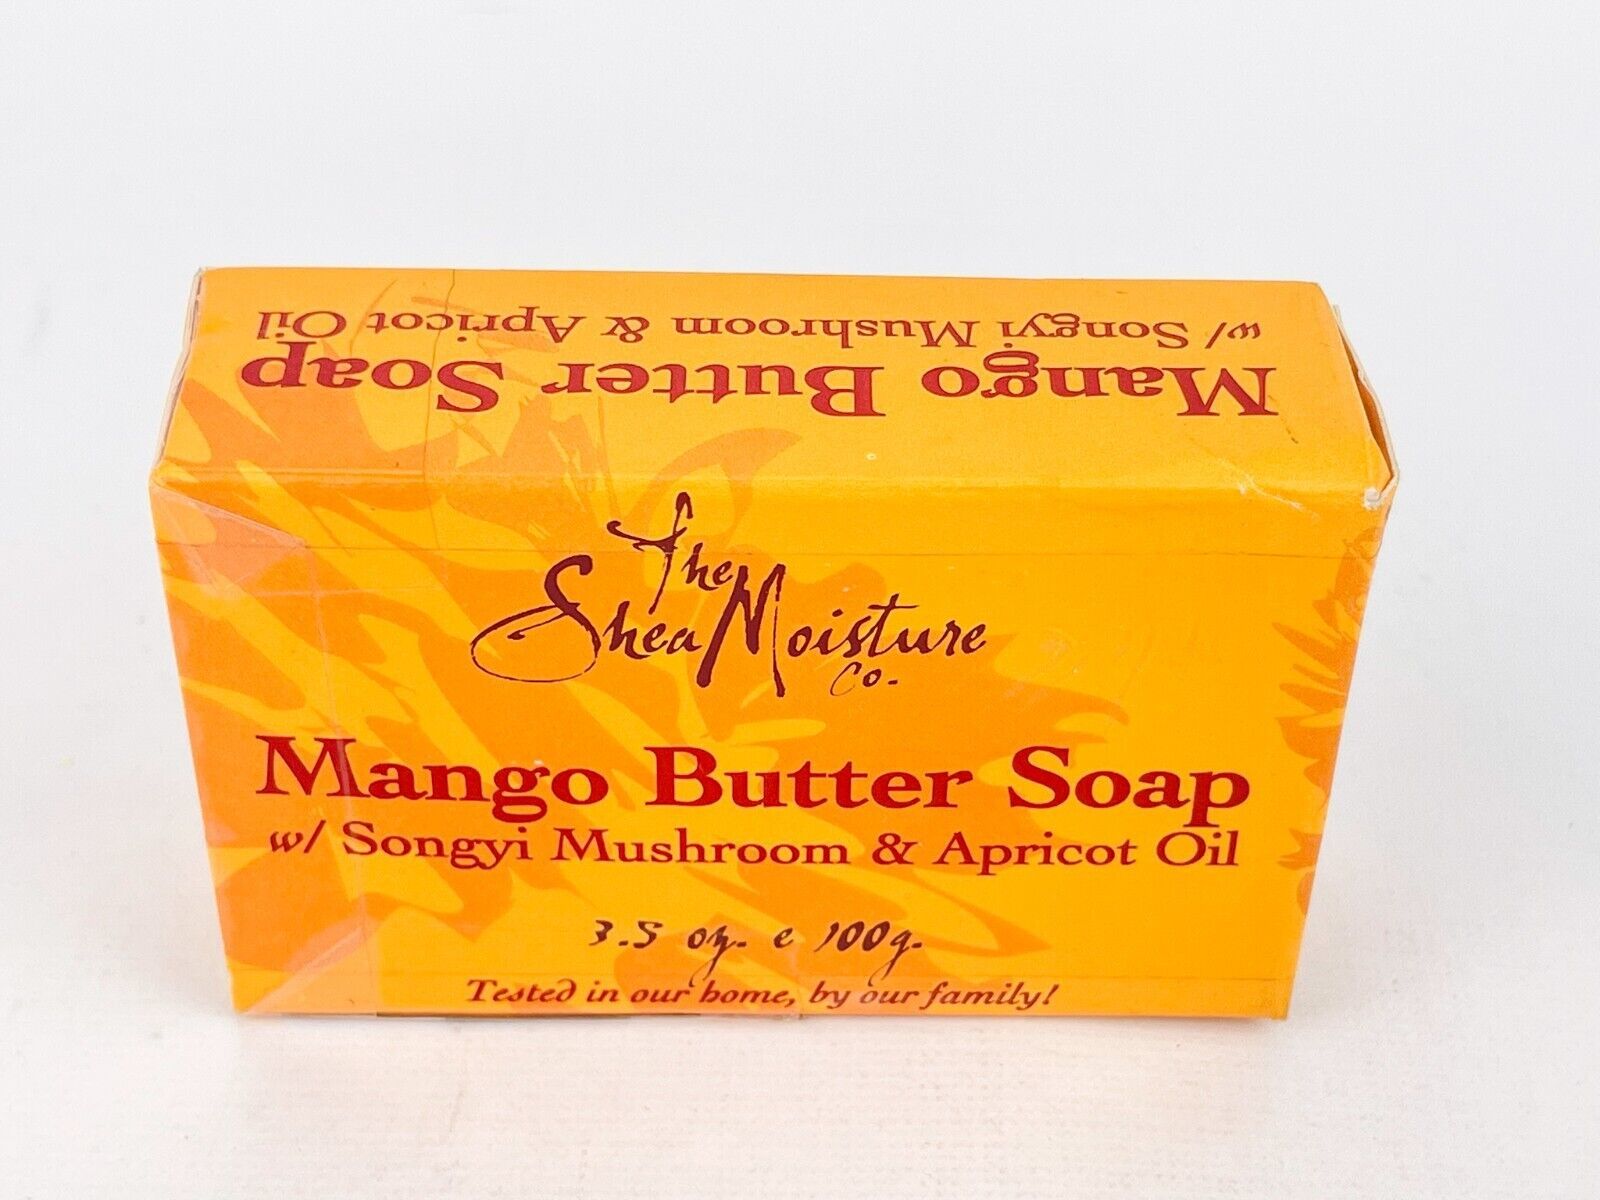 Mango Butter Soap
w/ Songyi Mushroom & Apricot Oil
The
Shea Moisture
Co.
Mango Butter Soap
w/ Songyi Mushroom & Apricot Oil
3.5 oz. e 100g.
Tested in our home, by our family!